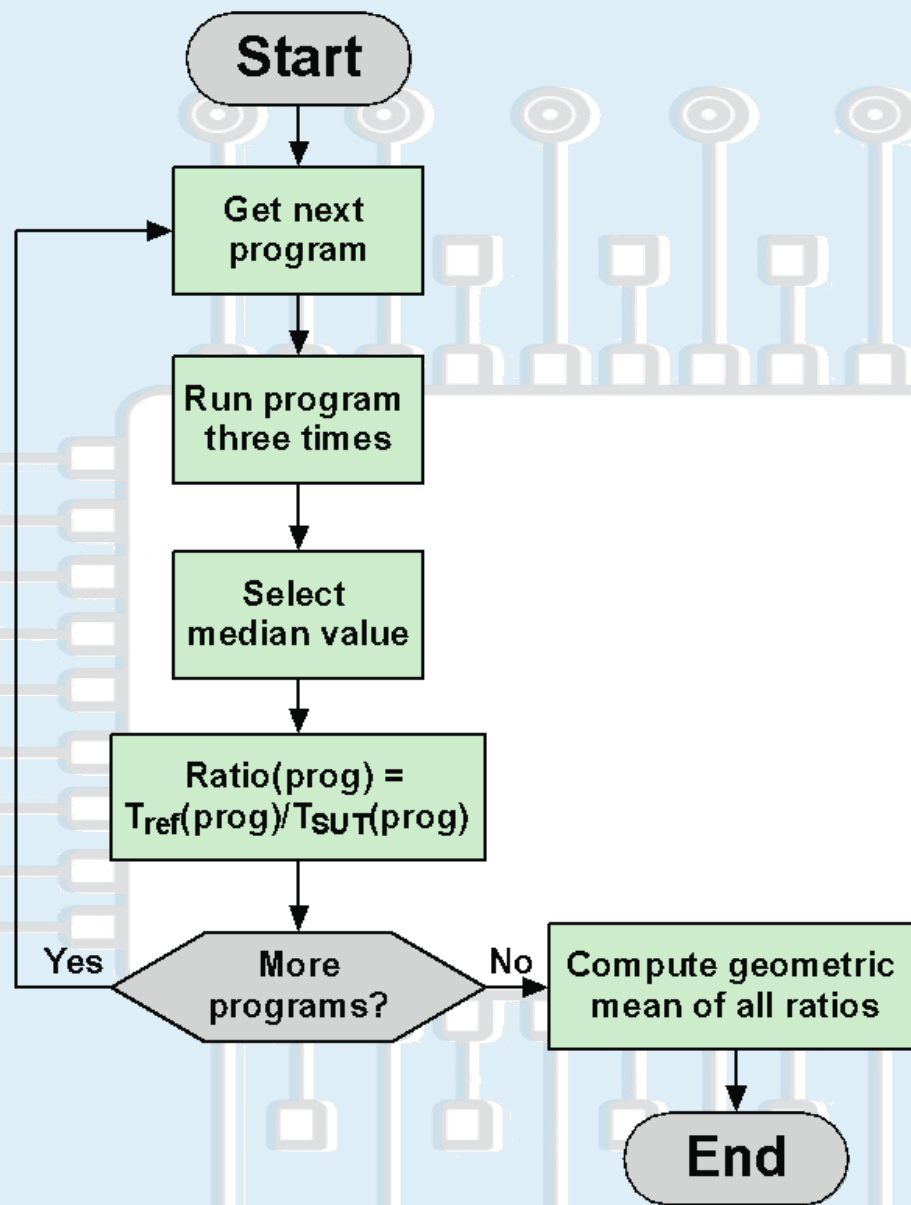 Start
Get next
program
Run program
three times
Select
median value
Ratio(prog) =
Tref(prog)/TSUT(prog)
More
programs?
Yes
No
Compute geometric
mean of all ratios
End